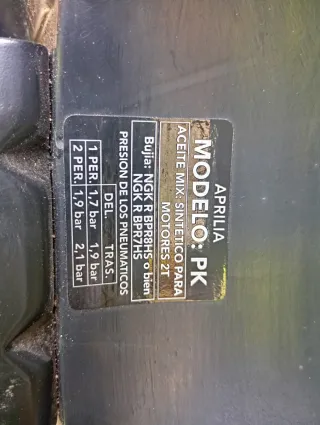 APRILIA
MODELO: PK
ACEITE MIX: SINTETICO PARA
MOTORES 2T
Bujia: NGK R BPR8HS o bien
NGK R BPR7HS
PRESION DE LOS PNEUMATICOS
DEL. TRAS.
1 PER. 1,7 bar 1,9 bar
2 PER. 1,9 bar 2,1 bar